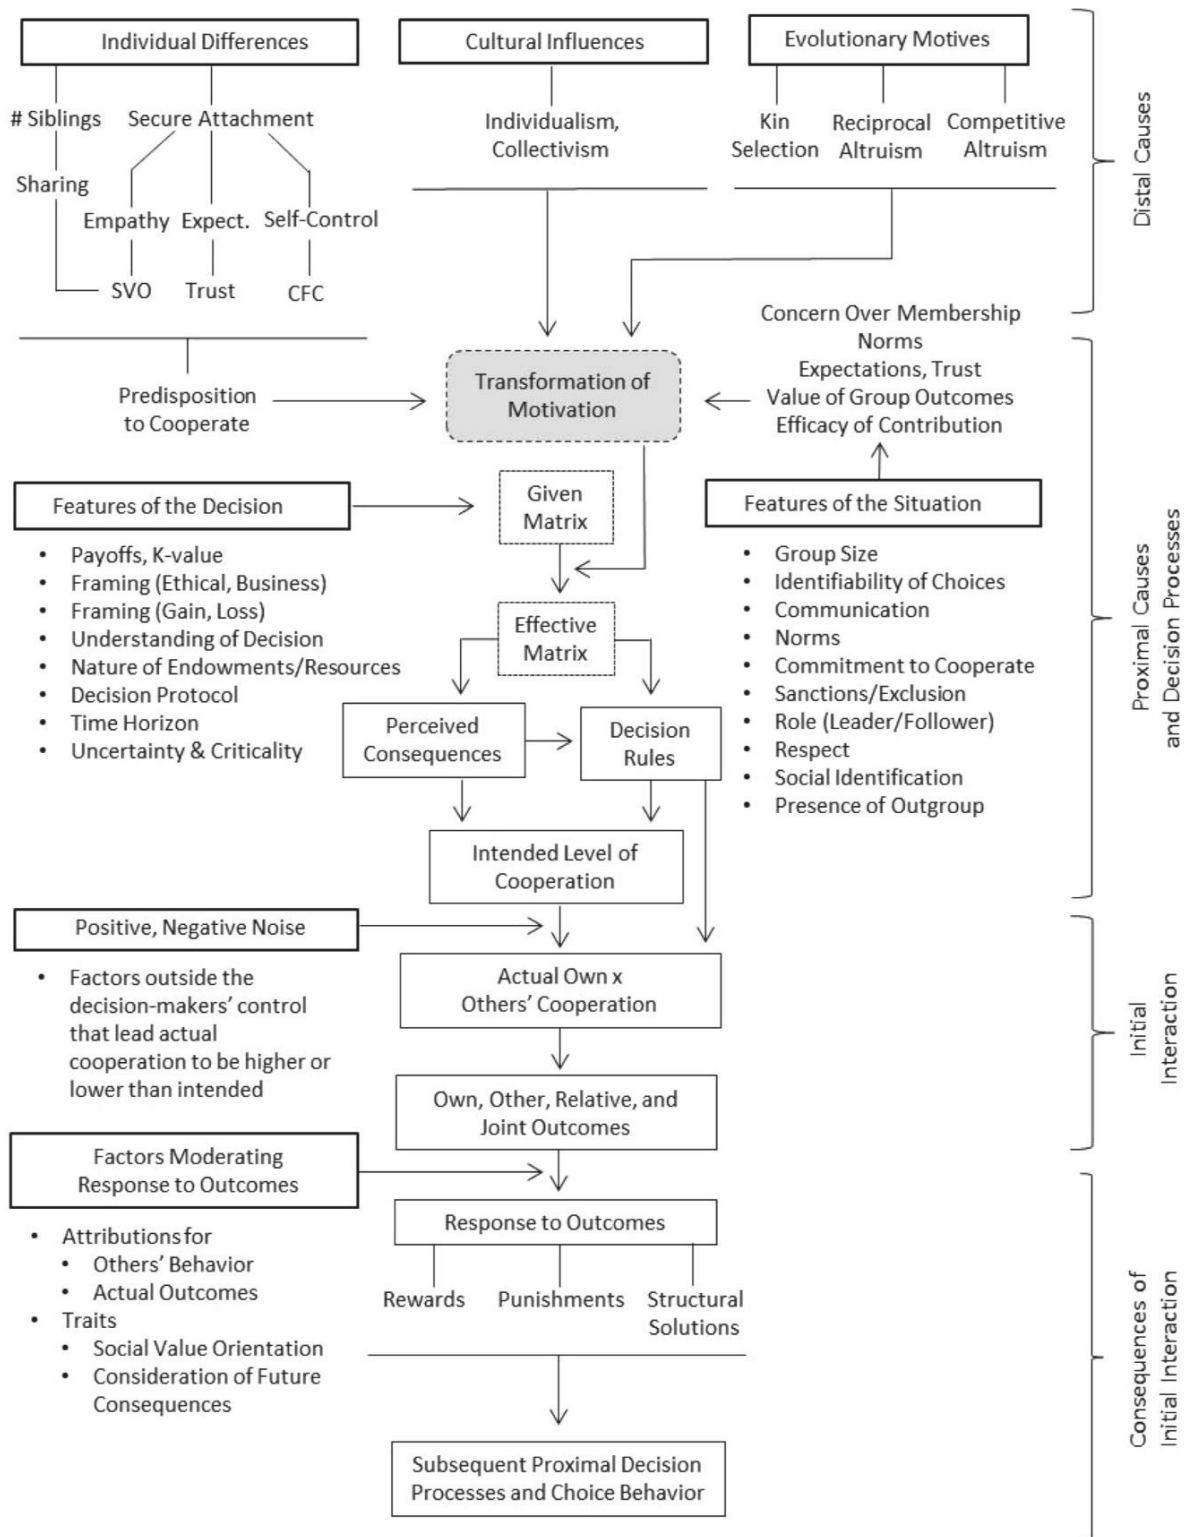 Individual Differences
Cultural Influences
Evolutionary Motives
# Siblings
Secure Attachment
Sharing
Empathy
Expect.
Self-Control
SVO
Trust
CFC
Individualism,
Collectivism
Kin
Selection
Reciprocal
Altruism
Competitive
Altruism
Distal Causes
Predisposition
to Cooperate
Transformation of
Motivation
Concern Over Membership
Norms
Expectations, Trust
Value of Group Outcomes
Efficacy of Contribution
Features of the Decision
• Payoffs, K-value
• Framing (Ethical, Business)
• Framing (Gain, Loss)
• Understanding of Decision
• Nature of Endowments/Resources
• Decision Protocol
• Time Horizon
• Uncertainty & Criticality
Given
Matrix
Effective
Matrix
Perceived
Consequences
Decision
Rules
Intended Level of
Cooperation
Features of the Situation
• Group Size
• Identifiability of Choices
• Communication
• Norms
• Commitment to Cooperate
• Sanctions/Exclusion
• Role (Leader/Follower)
• Respect
• Social Identification
• Presence of Outgroup
Proximal Causes
and Decision Processes
Positive, Negative Noise
• Factors outside the
decision-makers’ control
that lead actual
cooperation to be higher or
lower than intended
Actual Own x
Others’ Cooperation
Own, Other, Relative, and
Joint Outcomes
Initial
Interaction
Factors Moderating
Response to Outcomes
• Attributions for
• Others’ Behavior
• Actual Outcomes
• Traits
• Social Value Orientation
• Consideration of Future
Consequences
Response to Outcomes
Rewards
Punishments
Structural
Solutions
Subsequent Proximal Decision
Processes and Choice Behavior
Consequences of
Initial Interaction